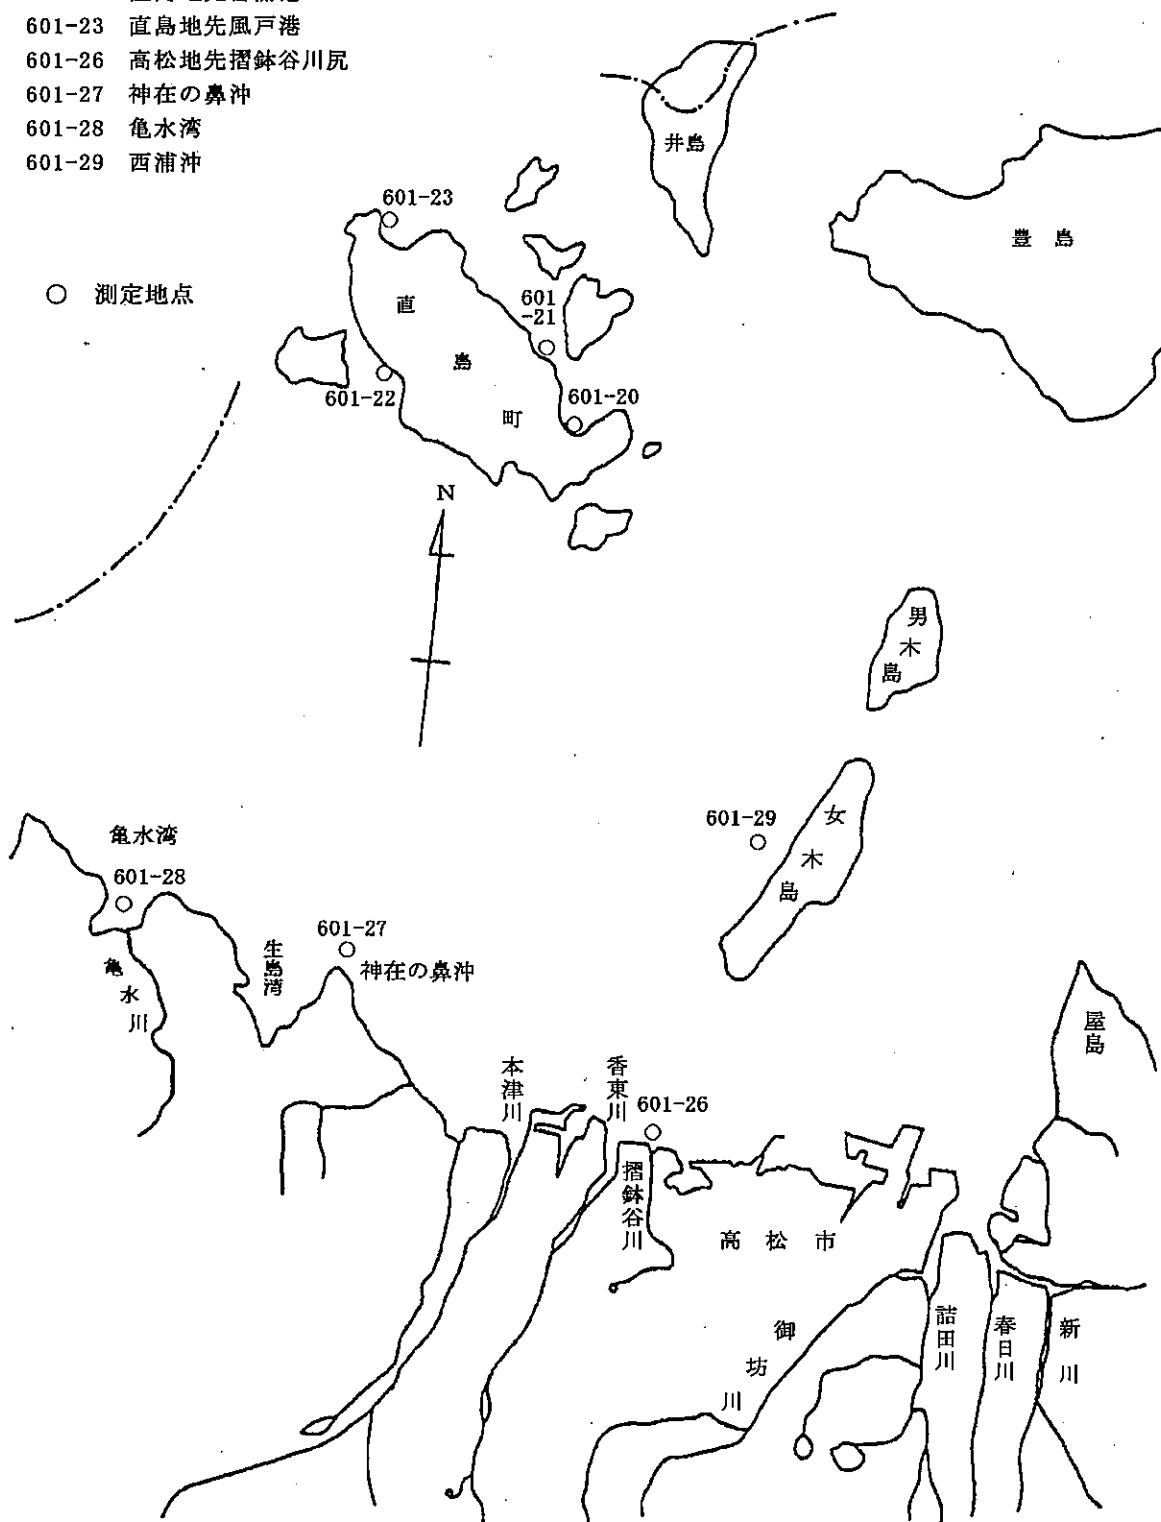 601-23 直島地先風戸港
601-26 高松地先摺鉢谷川尻
601-27 神在の鼻沖
601-28 亀水湾
601-29 西浦沖
○ 測定地点
井島
豊島
601-23
直島町
601
-21
601-22
601-20
N
男木島
女木島
601-29
亀水湾
601-28
亀水川
生島湾
601-27
神在の鼻沖
屋島
本津川
香東川
601-26
摺鉢谷川
高松市
御坊川
詰田川
春日川
新川